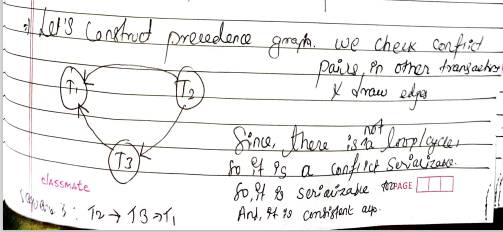 ⇒ Let's Construct precedence graph. We check conflict
pairs, in other transactions
& draw edges
T1
T2
T3
Since, there is not loop/cycle,
So it is a conflict Serializable.
So, it is serializable too
And, it is consistent also.
classmate
PAGE
: T2 → T3 → T1